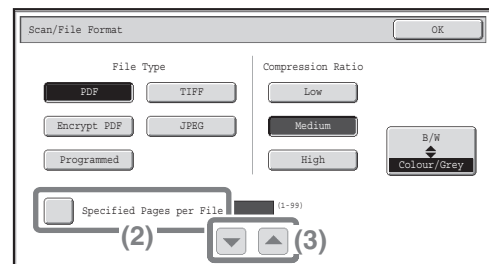 Scan/File Format
OK
File Type
Compression Ratio
PDF
TIFF
Low
Encrypt PDF
JPEG
Medium
B/W
Programmed
High
Colour/Grey
Specified Pages per File
(1-99)
(2)
(3)